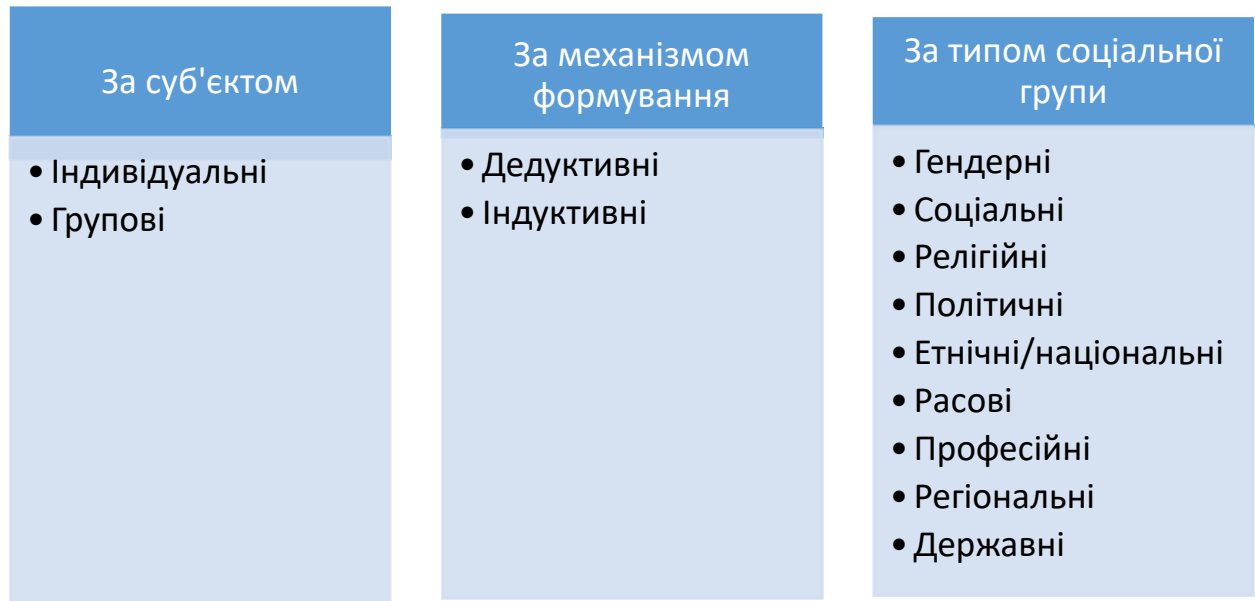 За суб'єктом
• Індивідуальні
• Групові
За механізмом
формування
• Дедуктивні
• Індуктивні
За типом соціальної
групи
• Гендерні
• Соціальні
• Релігійні
• Політичні
• Етнічні/національні
• Расові
• Професійні
• Регіональні
• Державні